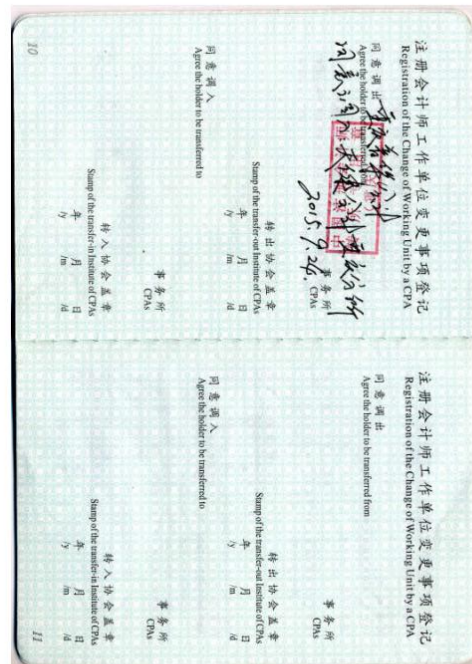 注册会计师工作单位变更事项登记
Registration of the Change of Working Unit by a CPA
同意调出
Agree the holder to be transferred from
事务所
CPAs
2015.9.24.
转出协会盖章
Stamp of the transfer-out Institute of CPAs
年 月 日
/y /m /d
同意调入
Agree the holder to be transferred to
事务所
CPAs
转入协会盖章
Stamp of the transfer-in Institute of CPAs
年 月 日
/y /m /d
10
注册会计师工作单位变更事项登记
Registration of the Change of Working Unit by a CPA
同意调出
Agree the holder to be transferred from
事务所
CPAs
转出协会盖章
Stamp of the transfer-out Institute of CPAs
年 月 日
/y /m /d
同意调入
Agree the holder to be transferred to
事务所
CPAs
转入协会盖章
Stamp of the transfer-in Institute of CPAs
年 月 日
/y /m /d
11